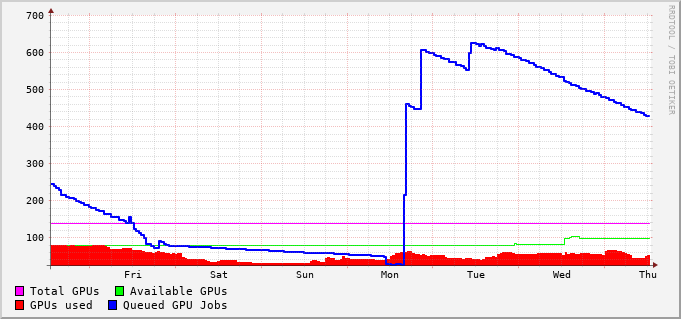 700
600
500
400
300
200
100
Fri Sat Sun Mon Tue Wed Thu
Total GPUs Available GPUs
GPUs used Queued GPU Jobs
RRDTOOL / TOBI OETIKER